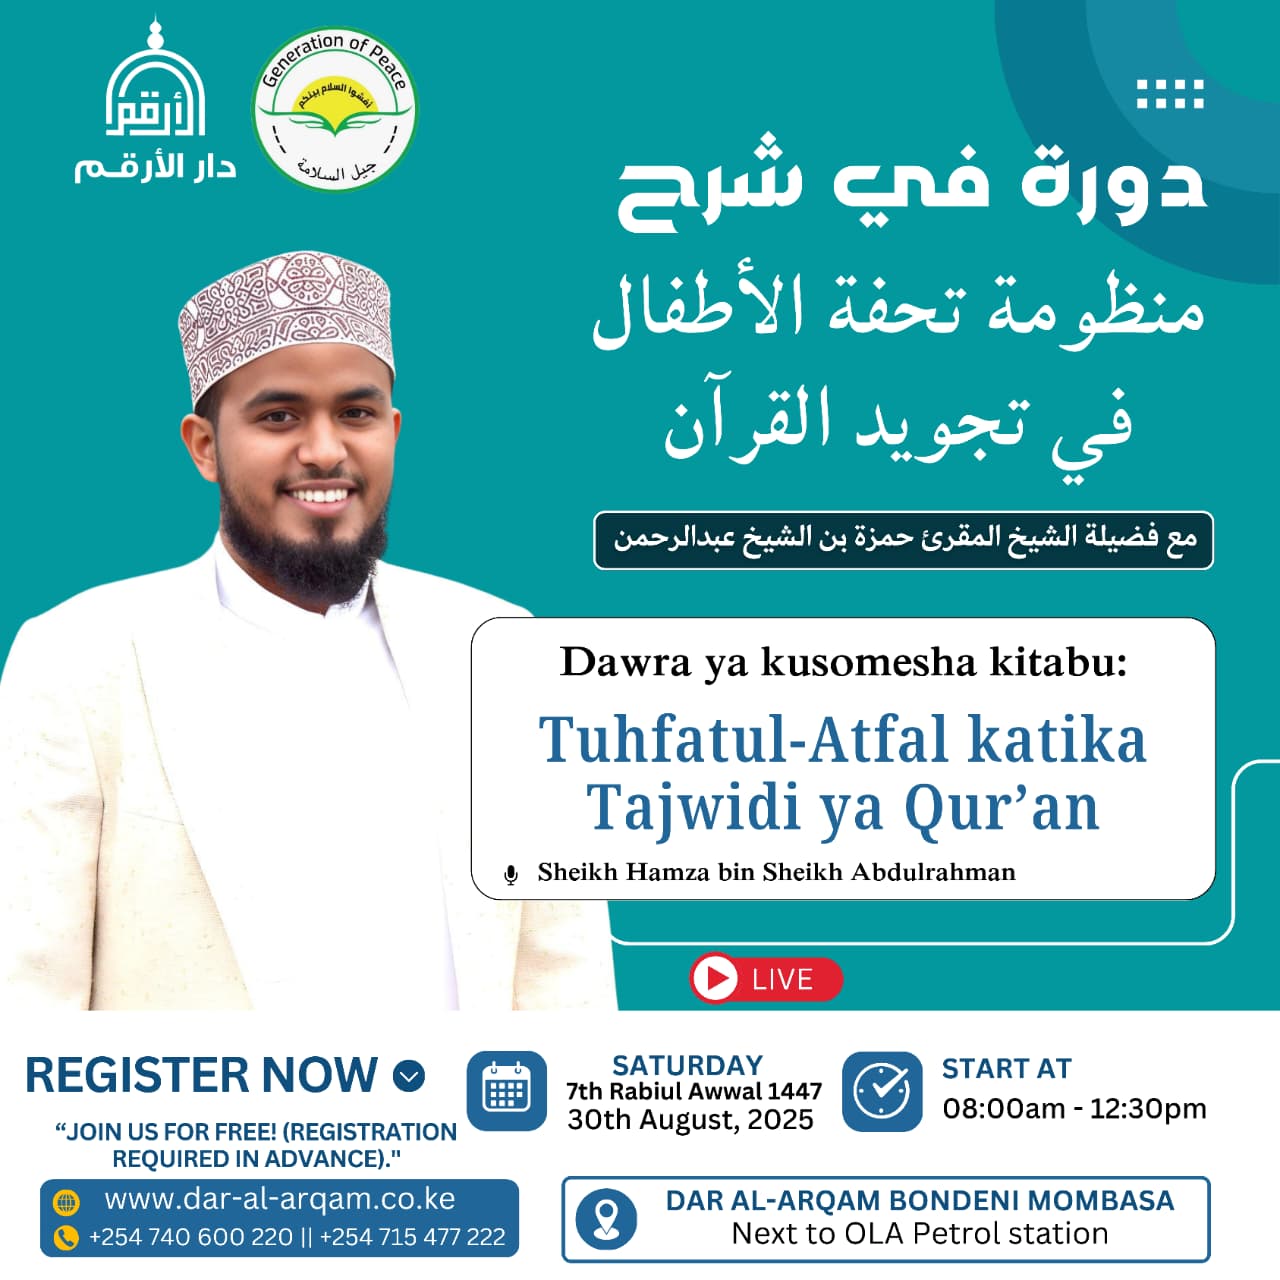 الأرقم
دار الأرقم
Generation of Peace
أفشوا السلام بينكم
جيل السلامة
دورة في شرح
منظومة تحفة الأطفال
في تجويد القرآن
مع فضيلة الشيخ المقرئ حمزة بن الشيخ عبدالرحمن
Dawra ya kusomesha kitabu:
Tuhfatul-Atfal katika
Tajwidi ya Qur’an
Sheikh Hamza bin Sheikh Abdulrahman
LIVE
REGISTER NOW
“JOIN US FOR FREE! (REGISTRATION
REQUIRED IN ADVANCE)."
www.dar-al-arqam.co.ke
+254 740 600 220 || +254 715 477 222
SATURDAY
7th Rabiul Awwal 1447
30th August, 2025
START AT
08:00am - 12:30pm
DAR AL-ARQAM BONDENI MOMBASA
Next to OLA Petrol station